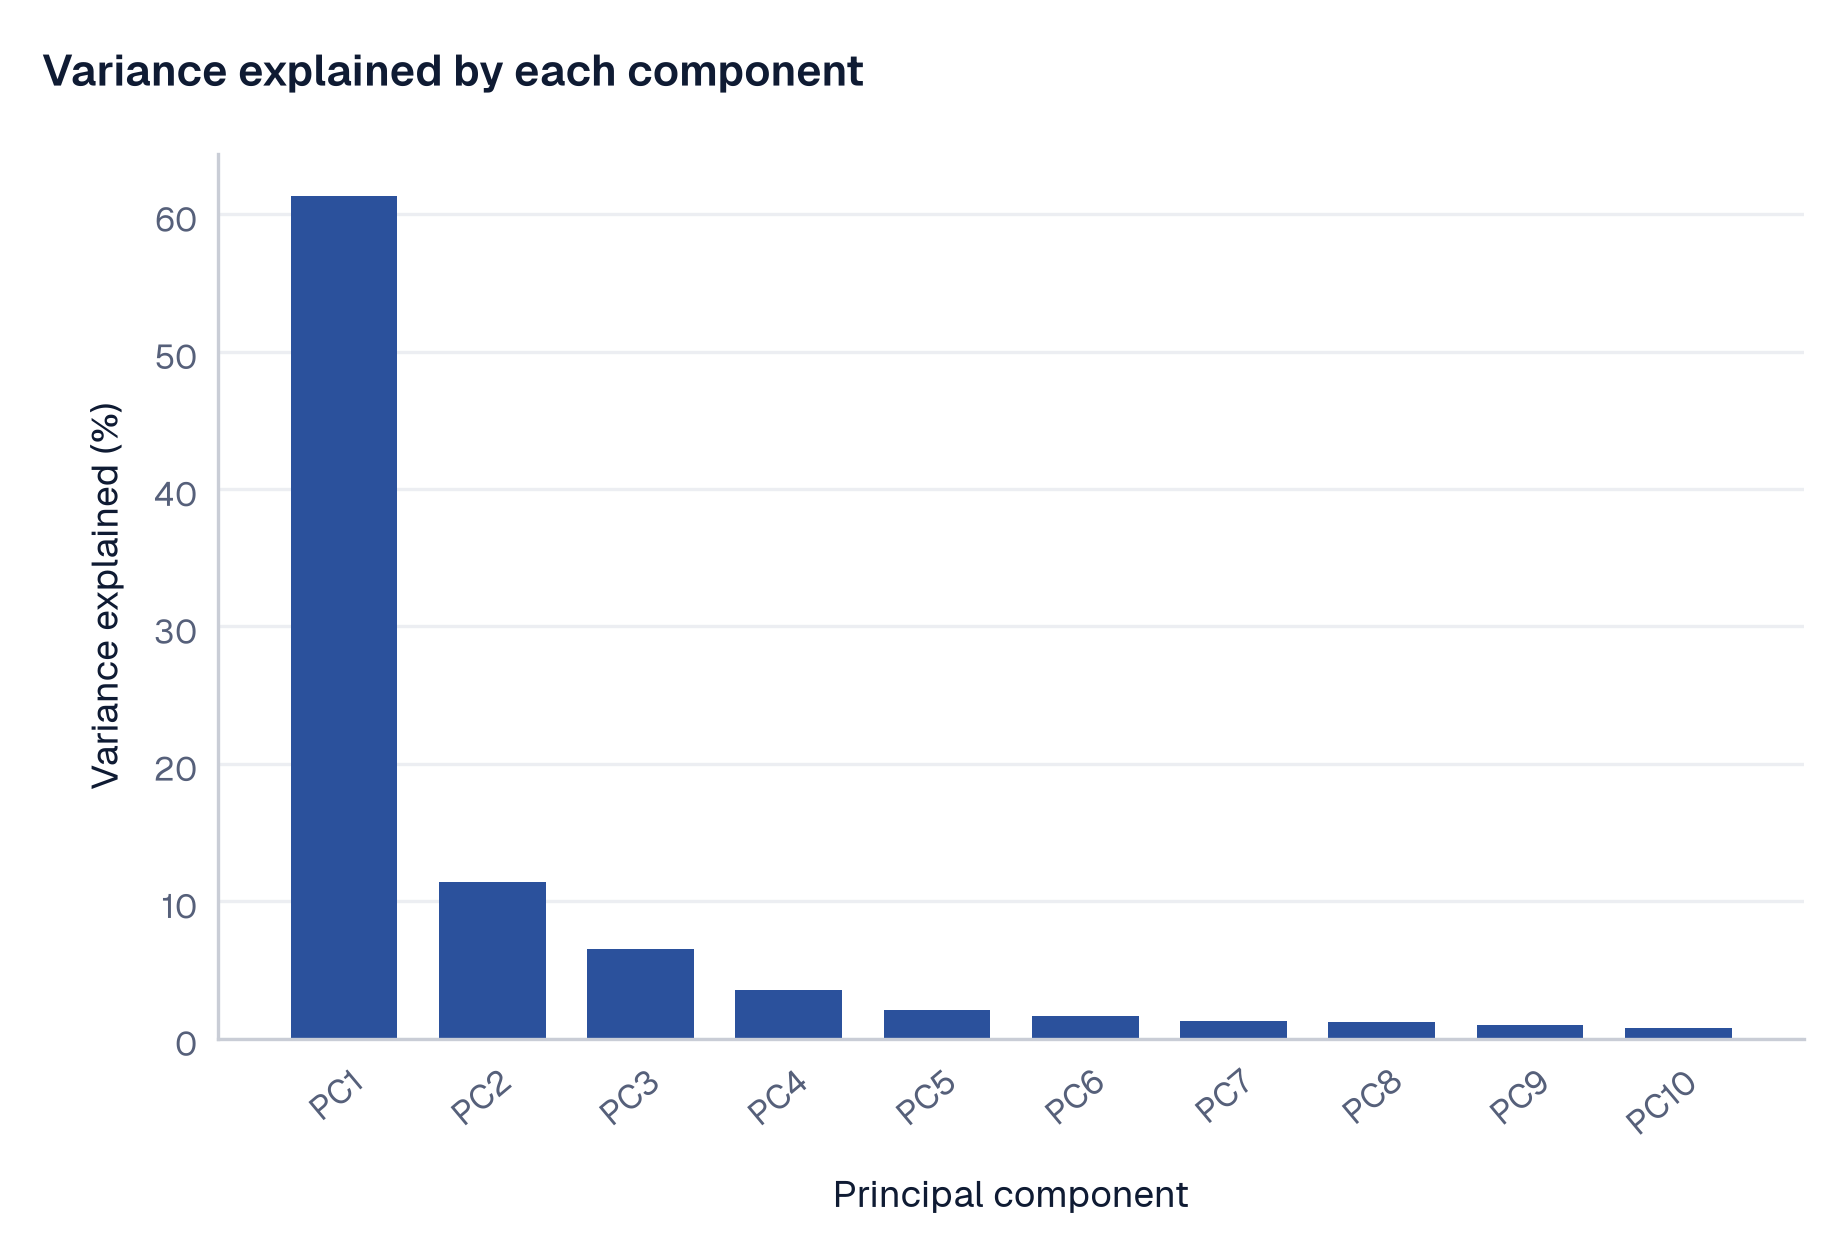 Variance explained by each component
Variance explained (%)
60
50
40
30
20
10
0
PC1
PC2
PC3
PC4
PC5
PC6
PC7
PC8
PC9
PC10
Principal component